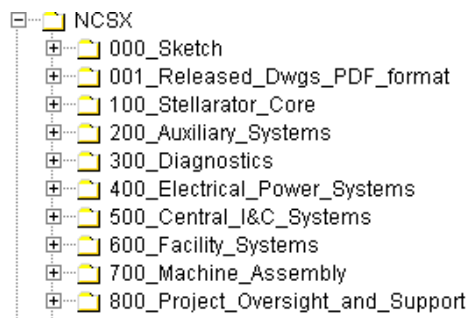 NCSX
000_Sketch
001_Released_Dwgs_PDF_format
100_Stellarator_Core
200_Auxiliary_Systems
300_Diagnostics
400_Electrical_Power_Systems
500_Central_I&C_Systems
600_Facility_Systems
700_Machine_Assembly
800_Project_Oversight_and_Support